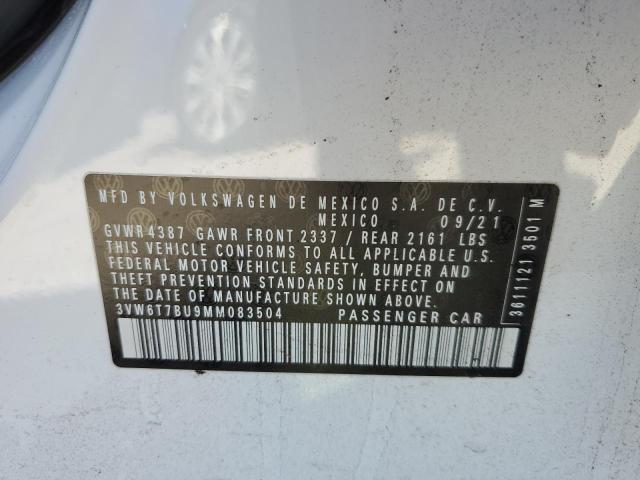 MFD BY VOLKSWAGEN DE MEXICO S.A. DE C.V.
MEXICO 09/21
GVWR 4387 GAWR FRONT 2337 / REAR 2161 LBS
THIS VEHICLE CONFORMS TO ALL APPLICABLE U.S.
FEDERAL MOTOR VEHICLE SAFETY, BUMPER AND
THEFT PREVENTION STANDARDS IN EFFECT ON THE
DATE OF MANUFACTURE SHOWN ABOVE.
3VW6T7BU9MM083504 PASSENGER CAR
36111121 3501 M